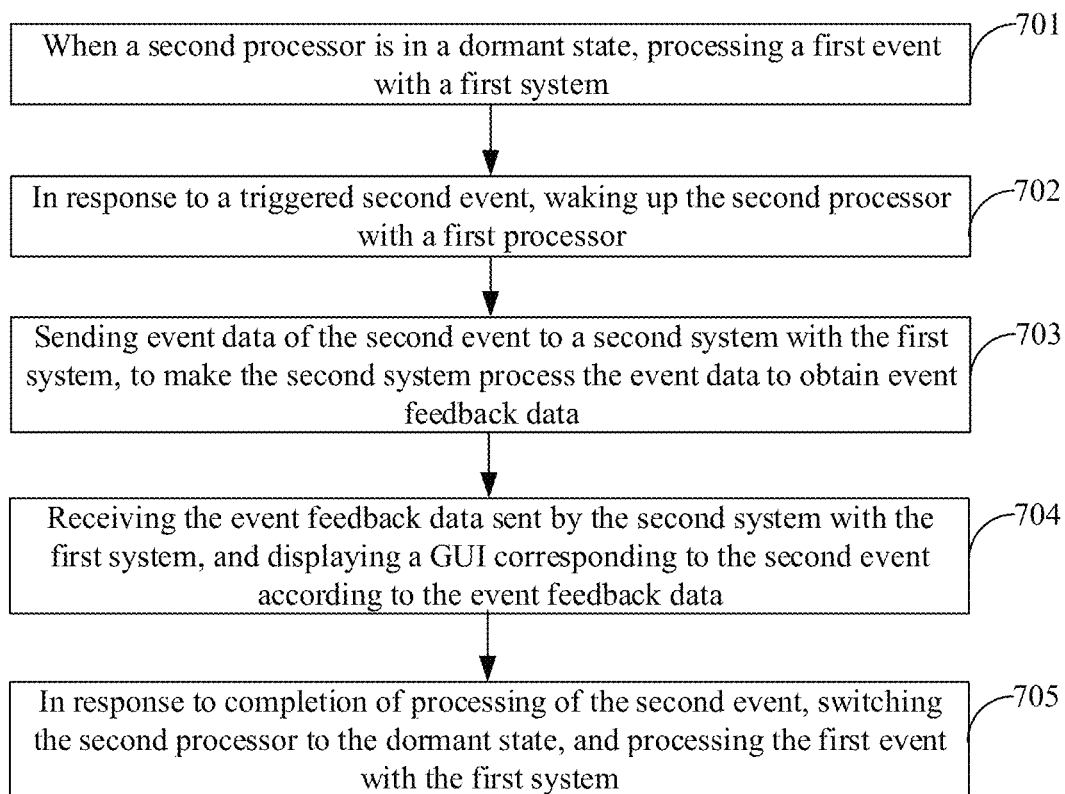 When a second processor is in a dormant state, processing a first event
with a first system
701
In response to a triggered second event, waking up the second processor
with a first processor
702
Sending event data of the second event to a second system with the first
system, to make the second system process the event data to obtain event
feedback data
703
Receiving the event feedback data sent by the second system with the
first system, and displaying a GUI corresponding to the second event
according to the event feedback data
704
In response to completion of processing of the second event, switching
the second processor to the dormant state, and processing the first event
with the first system
705